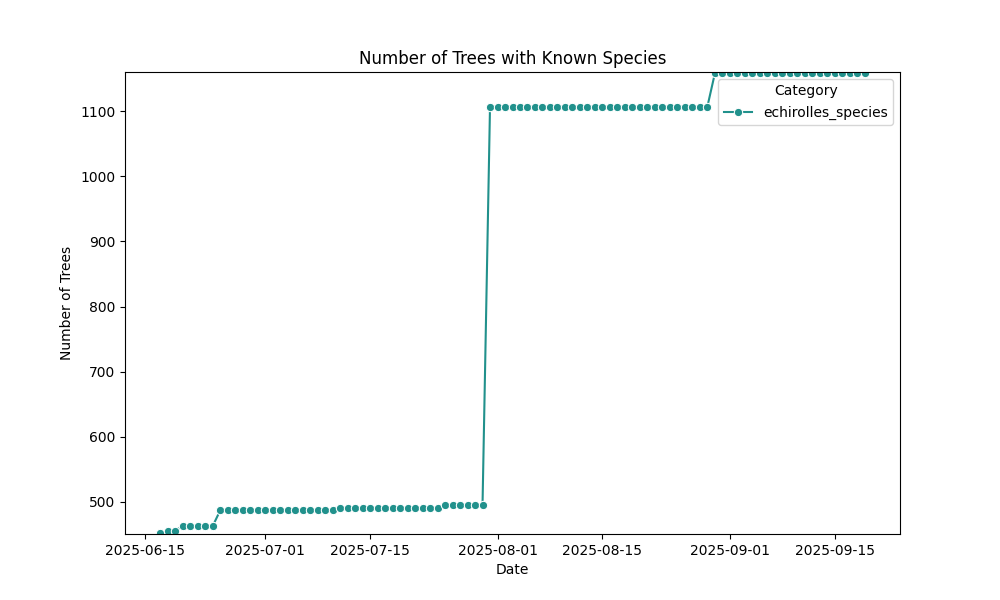 Number of Trees with Known Species
Category
echirolles_species
Number of Trees
1100
1000
900
800
700
600
500
2025-06-15
2025-07-01
2025-07-15
2025-08-01
2025-08-15
2025-09-01
2025-09-15
Date